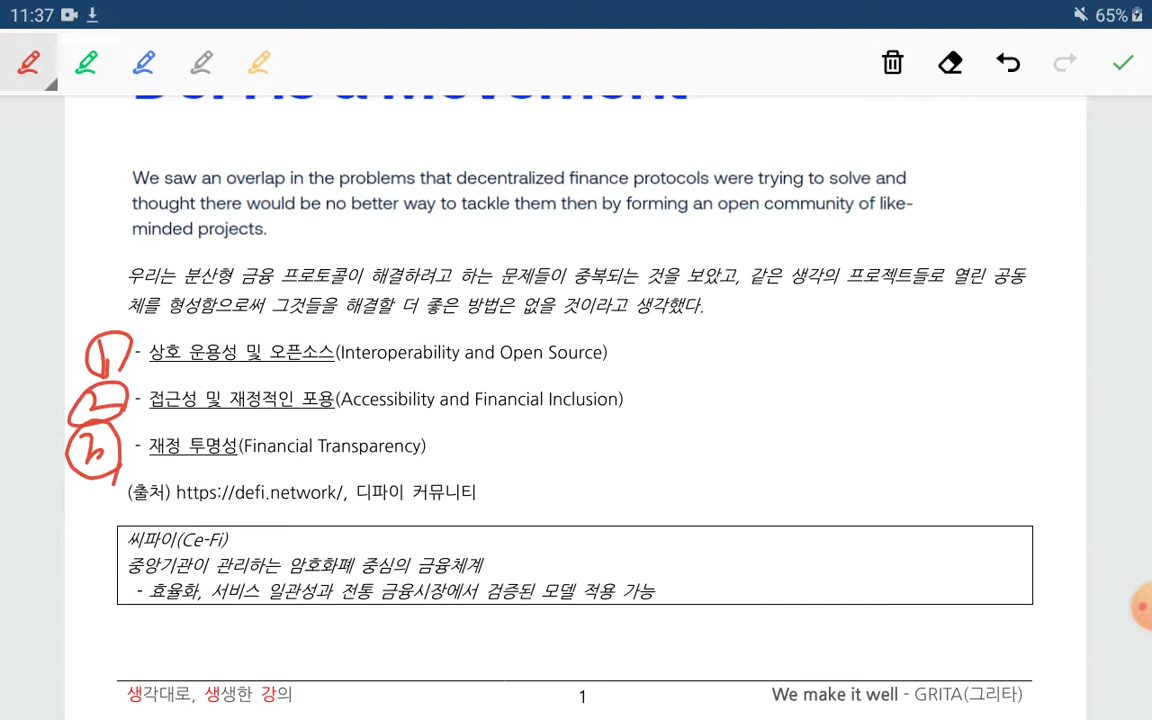 11:37
65%
DeFi is a Movement
We saw an overlap in the problems that decentralized finance protocols were trying to solve and
thought there would be no better way to tackle them then by forming an open community of like-
minded projects.
우리는 분산형 금융 프로토콜이 해결하려고 하는 문제들이 중복되는 것을 보았고, 같은 생각의 프로젝트들로 열린 공동
체를 형성함으로써 그것들을 해결할 더 좋은 방법은 없을 것이라고 생각했다.
① - 상호 운용성 및 오픈소스(Interoperability and Open Source)
② - 접근성 및 재정적인 포용(Accessibility and Financial Inclusion)
③ - 재정 투명성(Financial Transparency)
(출처) https://defi.network/, 디파이 커뮤니티
씨파이(Ce-Fi)
중앙기관이 관리하는 암호화폐 중심의 금융체계
- 효율화, 서비스 일관성과 전통 금융시장에서 검증된 모델 적용 가능
생각대로, 생생한 강의 1 We make it well - GRITA(그리타)